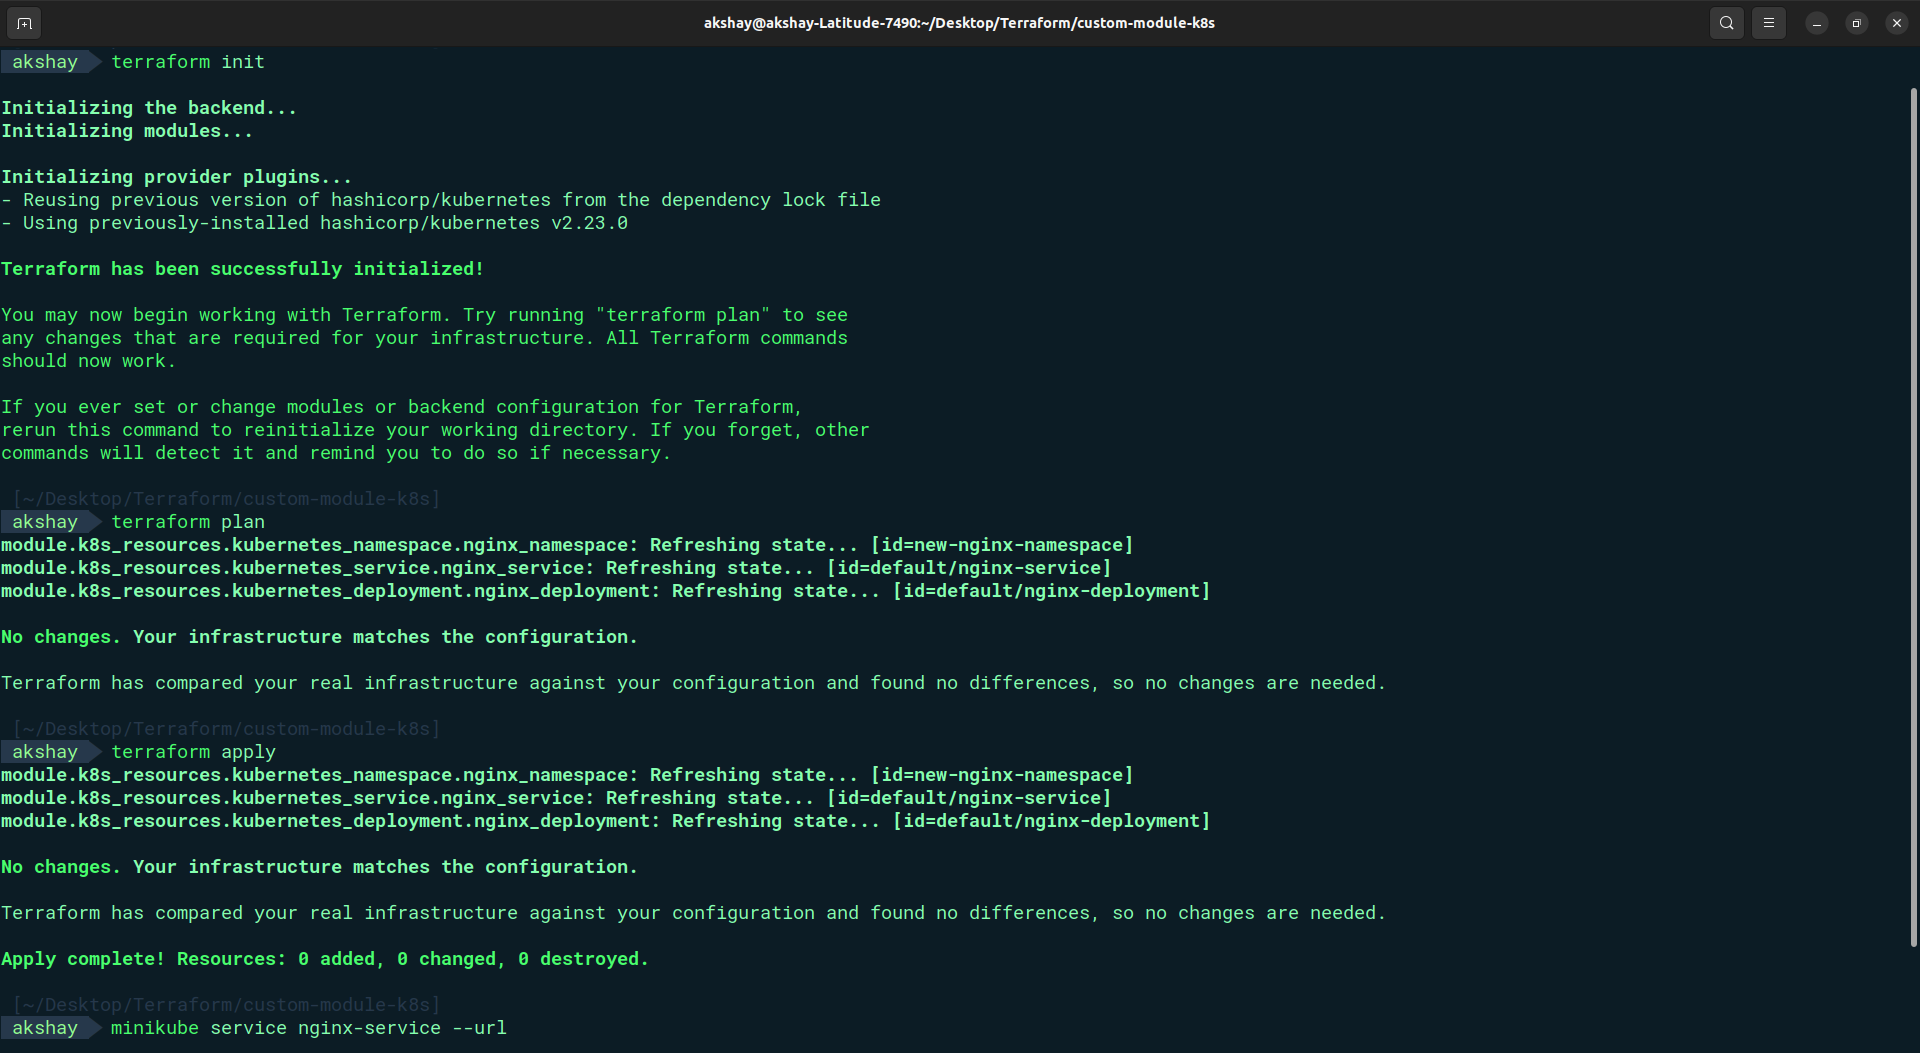 akshay@akshay-Latitude-7490:~/Desktop/Terraform/custom-module-k8s
akshay terraform init
Initializing the backend...
Initializing modules...
Initializing provider plugins...
- Reusing previous version of hashicorp/kubernetes from the dependency lock file
- Using previously-installed hashicorp/kubernetes v2.23.0
Terraform has been successfully initialized!
You may now begin working with Terraform. Try running "terraform plan" to see
any changes that are required for your infrastructure. All Terraform commands
should now work.
If you ever set or change modules or backend configuration for Terraform,
rerun this command to reinitialize your working directory. If you forget, other
commands will detect it and remind you to do so if necessary.
[~/Desktop/Terraform/custom-module-k8s]
akshay terraform plan
module.k8s_resources.kubernetes_namespace.nginx_namespace: Refreshing state... [id=new-nginx-namespace]
module.k8s_resources.kubernetes_service.nginx_service: Refreshing state... [id=default/nginx-service]
module.k8s_resources.kubernetes_deployment.nginx_deployment: Refreshing state... [id=default/nginx-deployment]
No changes. Your infrastructure matches the configuration.
Terraform has compared your real infrastructure against your configuration and found no differences, so no changes are needed.
[~/Desktop/Terraform/custom-module-k8s]
akshay terraform apply
module.k8s_resources.kubernetes_namespace.nginx_namespace: Refreshing state... [id=new-nginx-namespace]
module.k8s_resources.kubernetes_service.nginx_service: Refreshing state... [id=default/nginx-service]
module.k8s_resources.kubernetes_deployment.nginx_deployment: Refreshing state... [id=default/nginx-deployment]
No changes. Your infrastructure matches the configuration.
Terraform has compared your real infrastructure against your configuration and found no differences, so no changes are needed.
Apply complete! Resources: 0 added, 0 changed, 0 destroyed.
[~/Desktop/Terraform/custom-module-k8s]
akshay minikube service nginx-service --url